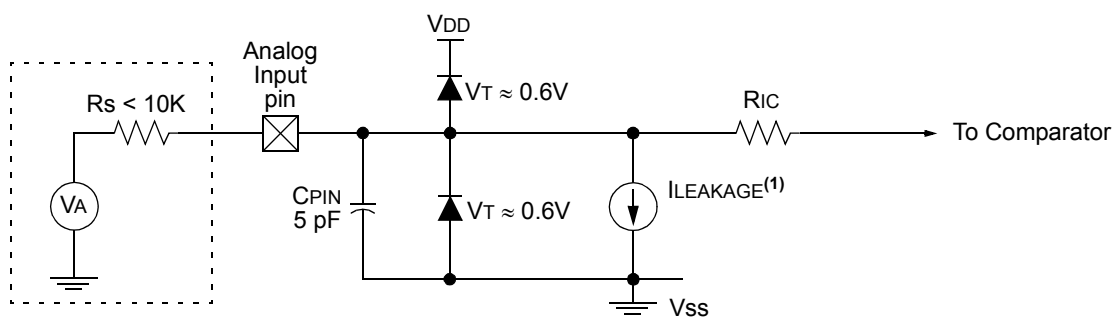 VDD
Analog
Input
pin
Rs < 10K
VT ≈ 0.6V
RIC
To Comparator
VA
CPIN
5 pF
VT ≈ 0.6V
ILEAKAGE(1)
Vss